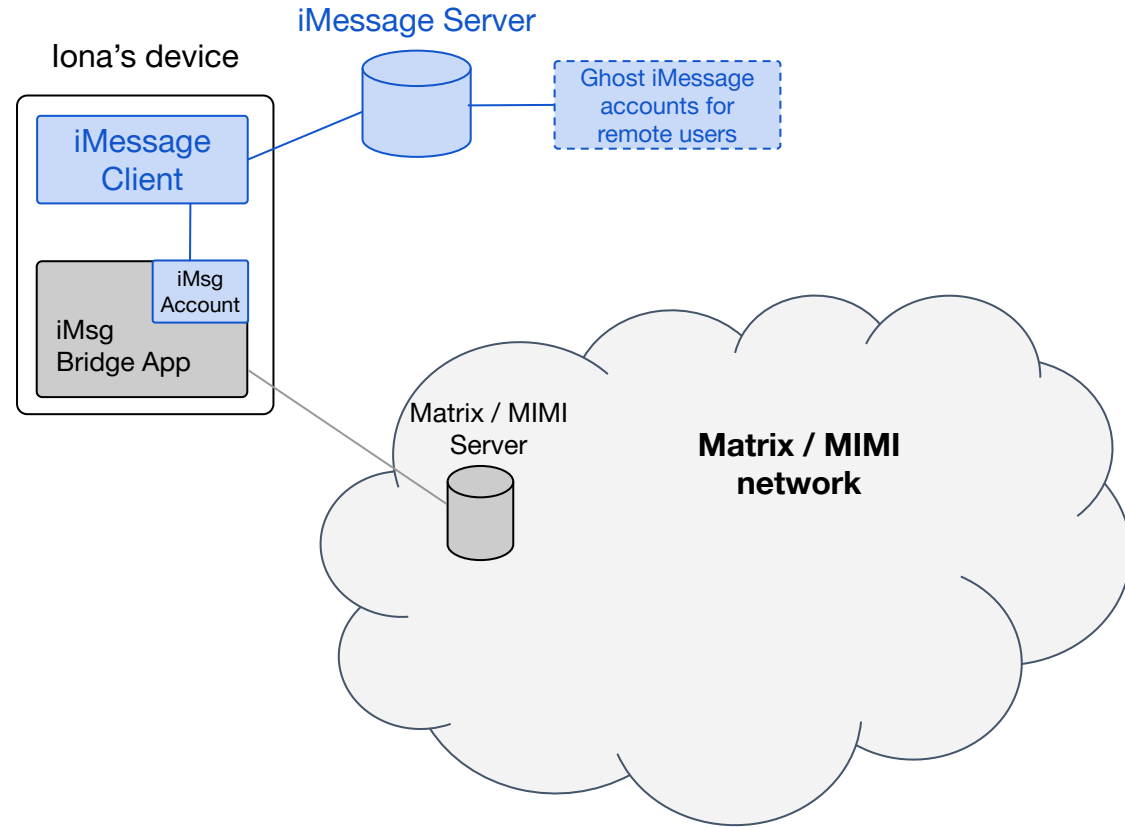 iMessage Server
Iona’s device
Ghost iMessage
accounts for
remote users
iMessage
Client
iMsg
Account
iMsg
Bridge App
Matrix / MIMI
Server
Matrix / MIMI
network